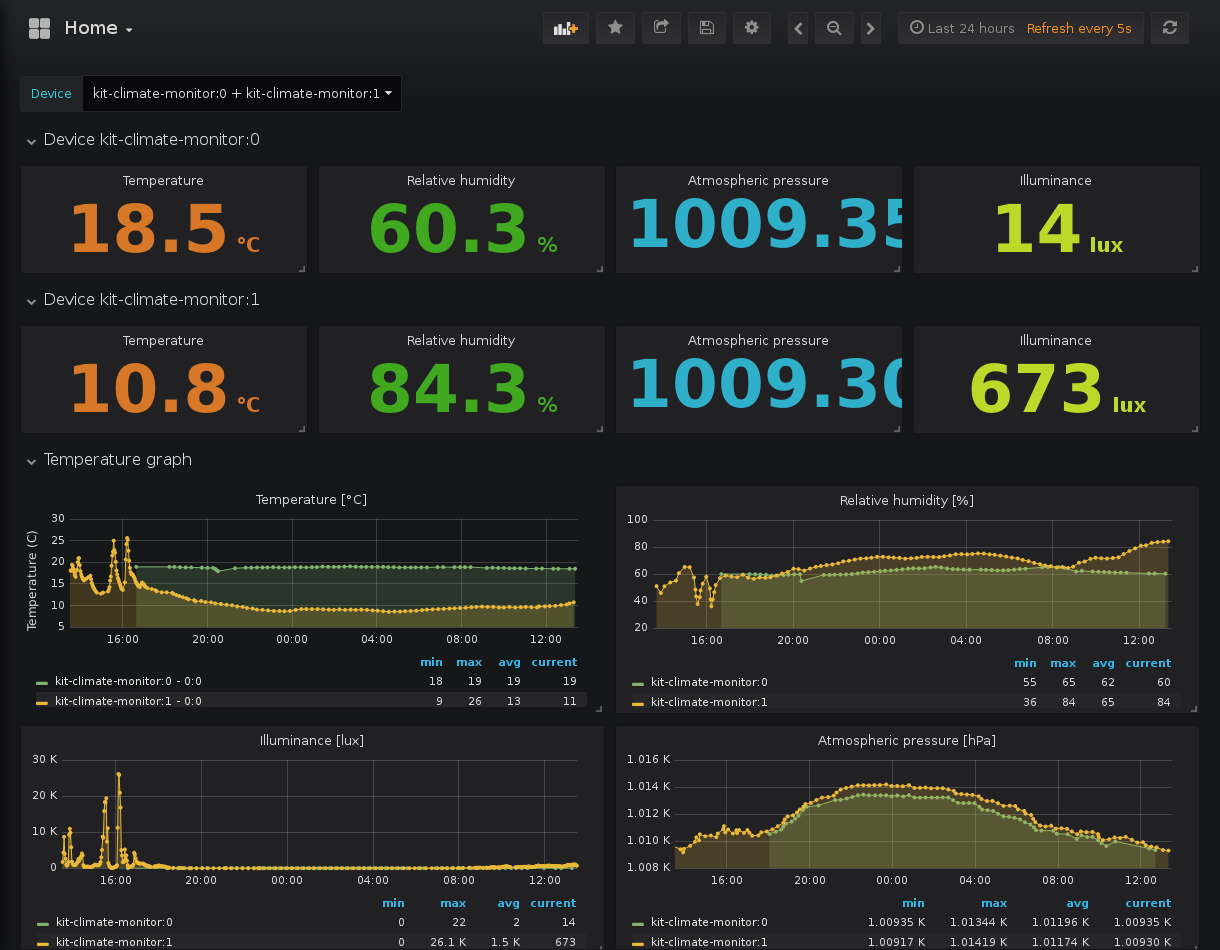 Home
Last 24 hours Refresh every 5s
Device kit-climate-monitor:0 + kit-climate-monitor:1
Device kit-climate-monitor:0
Temperature Relative humidity Atmospheric pressure Illuminance
18.5 °C 60.3 % 1009.35 14 lux
Device kit-climate-monitor:1
Temperature Relative humidity Atmospheric pressure Illuminance
10.8 °C 84.3 % 1009.30 673 lux
Temperature graph
Temperature [°C]
Temperature (C)
30
25
20
15
10
5
16:00 20:00 00:00 04:00 08:00 12:00
min max avg current
kit-climate-monitor:0 - 0:0 18 19 19 19
kit-climate-monitor:1 - 0:0 9 26 13 11
Relative humidity [%]
100
80
60
40
20
16:00 20:00 00:00 04:00 08:00 12:00
min max avg current
kit-climate-monitor:0 55 65 62 60
kit-climate-monitor:1 36 84 65 84
Illuminance [lux]
30 K
20 K
10 K
0
16:00 20:00 00:00 04:00 08:00 12:00
min max avg current
kit-climate-monitor:0 0 22 2 14
kit-climate-monitor:1 0 26.1 K 1.5 K 673
Atmospheric pressure [hPa]
1.016 K
1.014 K
1.012 K
1.010 K
1.008 K
16:00 20:00 00:00 04:00 08:00 12:00
min max avg current
kit-climate-monitor:0 1.00935 K 1.01344 K 1.01196 K 1.00935 K
kit-climate-monitor:1 1.00917 K 1.01419 K 1.01174 K 1.00930 K